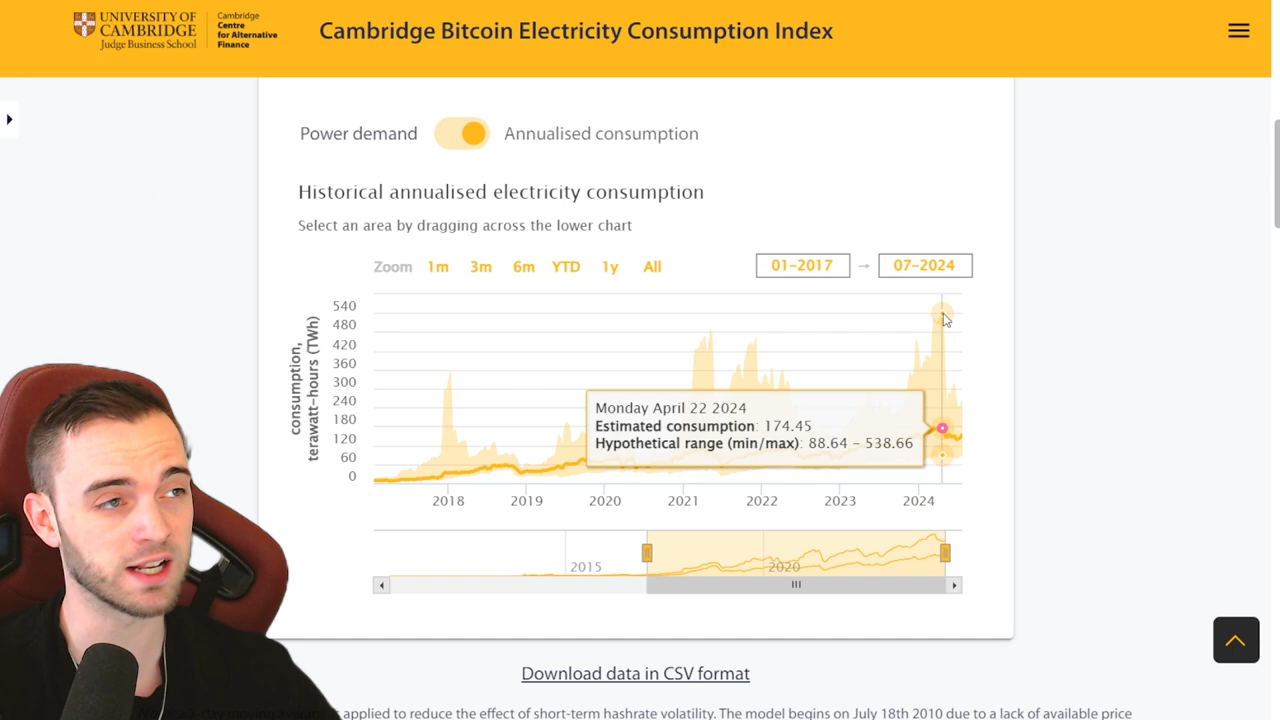 UNIVERSITY OF
CAMBRIDGE
Judge Business School
Cambridge
Centre
for Alternative
Finance
Cambridge Bitcoin Electricity Consumption Index
Power demand
Annualised consumption
Historical annualised electricity consumption
Select an area by dragging across the lower chart
Zoom 1m 3m 6m YTD 1y All
01-2017 → 07-2024
consumption,
terawatt-hours (TWh)
540
480
420
360
300
240
180
120
60
0
Monday April 22 2024
Estimated consumption: 174.45
Hypothetical range (min/max): 88.64 - 538.66
2018 2019 2020 2021 2022 2023 2024
2015 2020
Download data in CSV format
applied to reduce the effect of short-term hashrate volatility. The model begins on July 18th 2010 due to a lack of available price